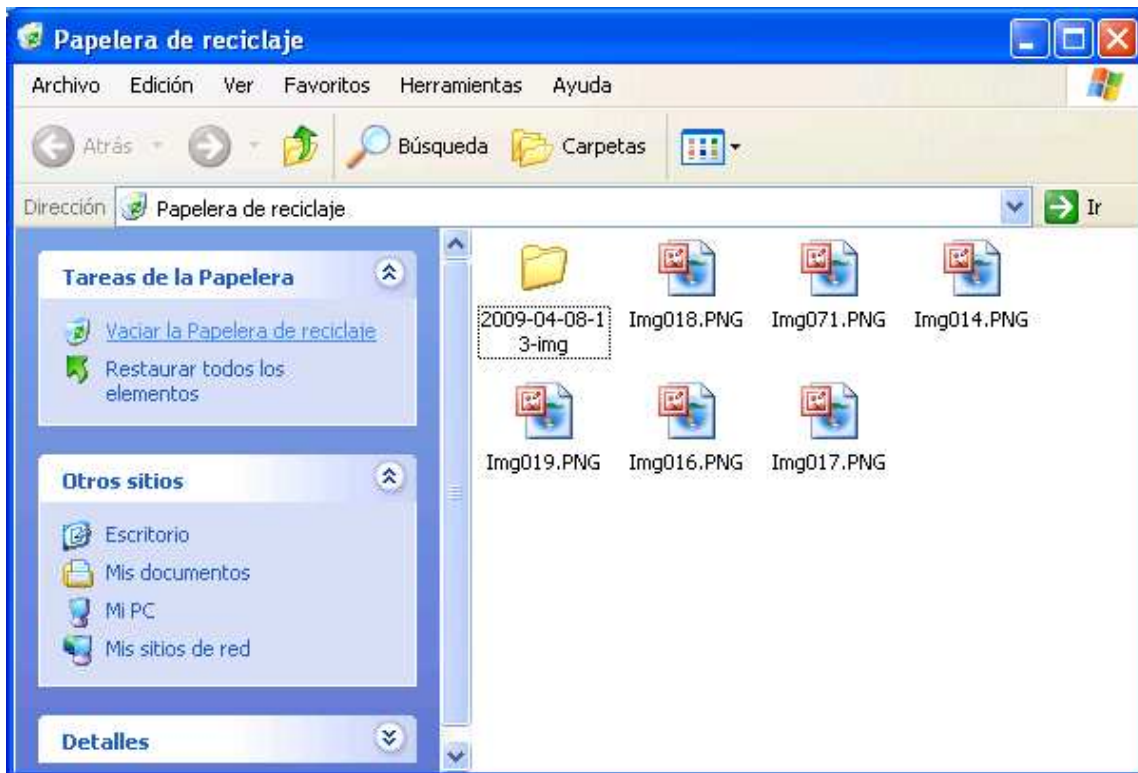 Papelera de reciclaje
Archivo Edición Ver Favoritos Herramientas Ayuda
Atrás Búsqueda Carpetas
Dirección Papelera de reciclaje Ir
Tareas de la Papelera
Vaciar la Papelera de reciclaje
Restaurar todos los
elementos
Otros sitios
Escritorio
Mis documentos
Mi PC
Mis sitios de red
Detalles
2009-04-08-1
3-img
Img018.PNG
Img071.PNG
Img014.PNG
Img019.PNG
Img016.PNG
Img017.PNG